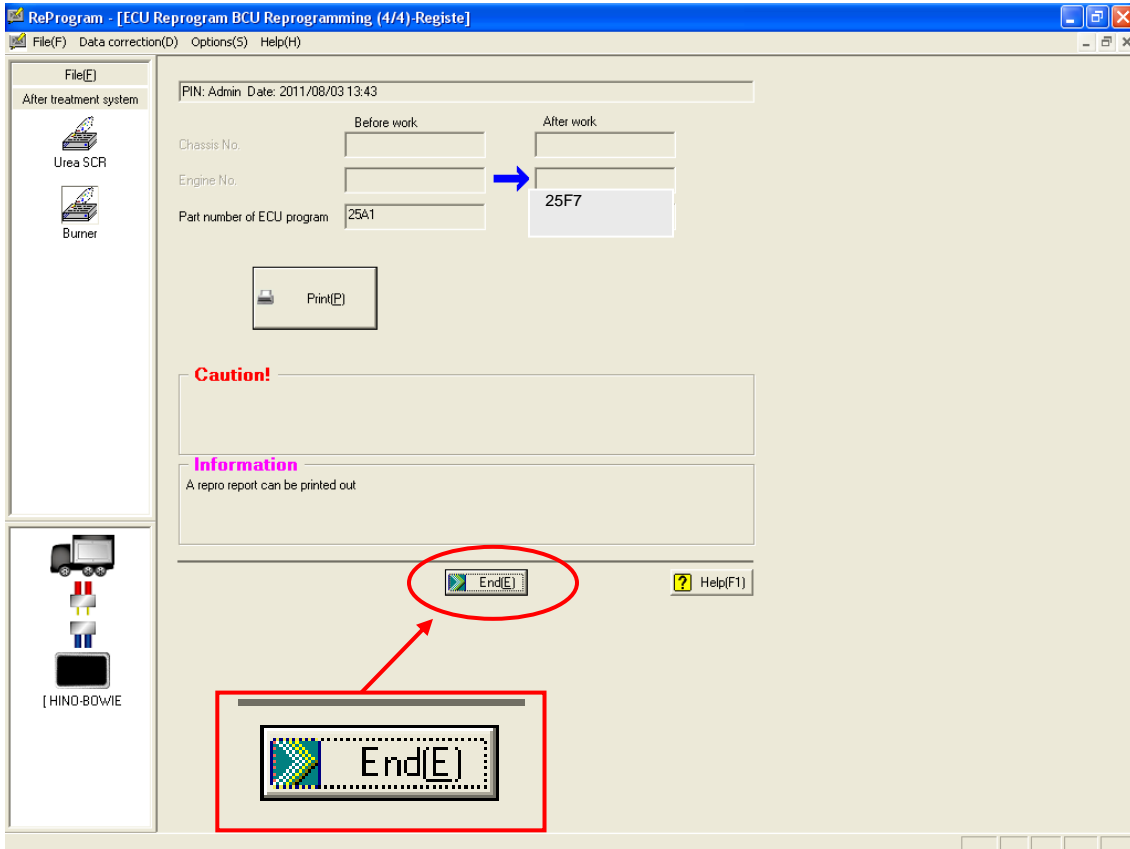 ReProgram - [ECU Reprogram BCU Reprogramming (4/4)-Registe]
File(F) Data correction(D) Options(S) Help(H)
File(F)
After treatment system
Urea SCR
Burner
[ HINO-BOWIE
PIN: Admin Date: 2011/08/03 13:43
Before work After work
Chassis No.
Engine No.
Part number of ECU program 25A1 25F7
Print(P)
Caution!
Information
A repro report can be printed out
End(E) Help(F1)
End(E)